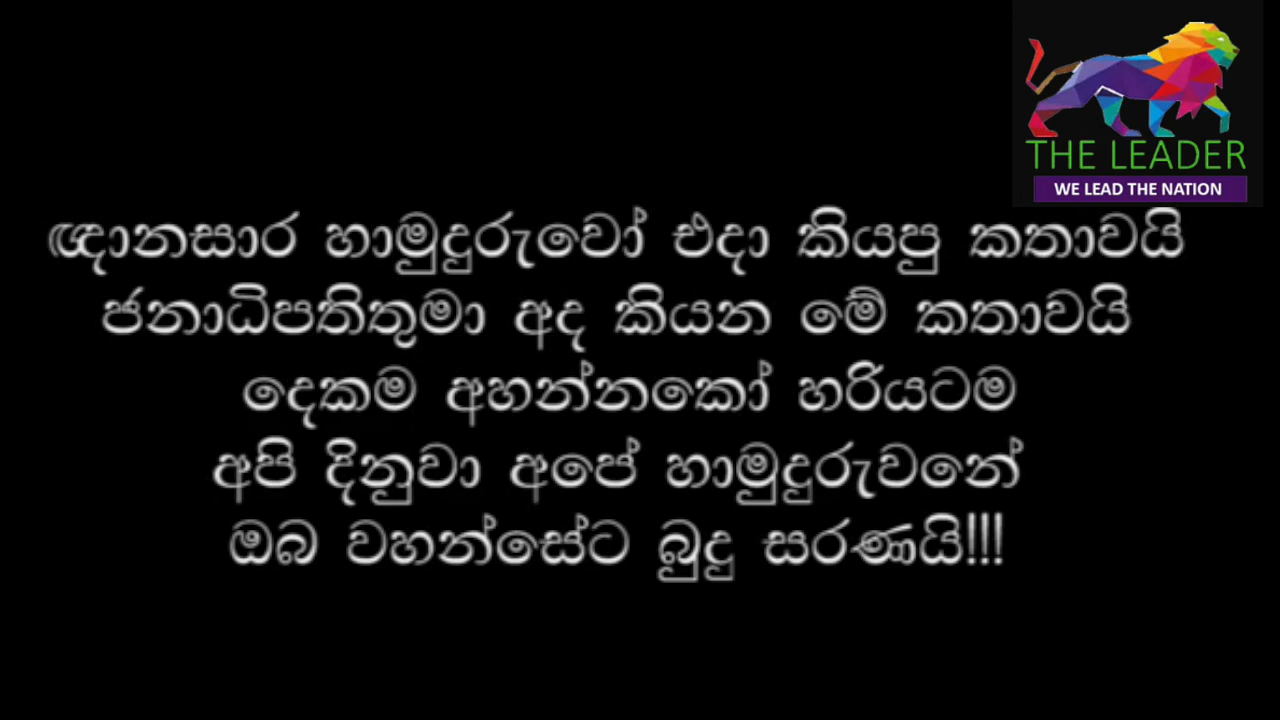 THE LEADER
WE LEAD THE NATION
ඥානසාර හාමුදුරුවෝ එදා කියපු කතාවයි
ජනාධිපතිතුමා අද කියන මේ කතාවයි
දෙකම අහන්නකෝ හරියටම
අපි දිනුවා අපේ හාමුදුරුවනේ
ඔබ වහන්සේට බුදු සරණයි!!!